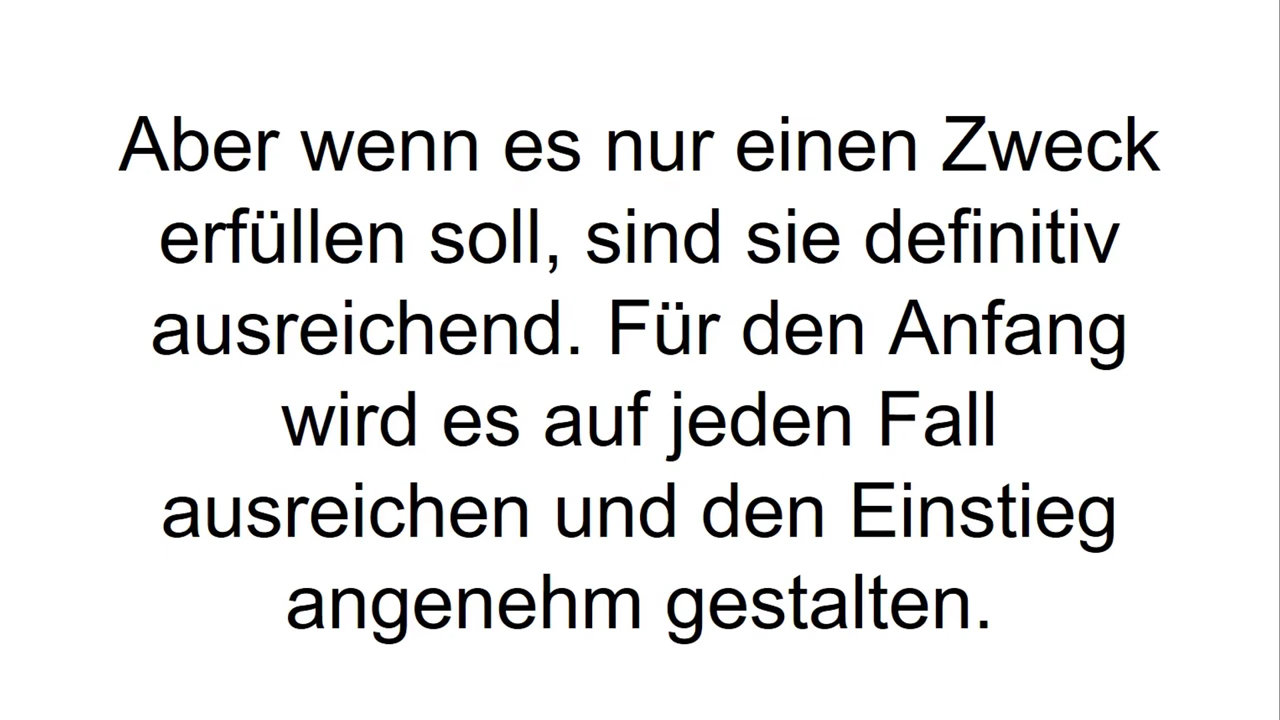 Aber wenn es nur einen Zweck
erfüllen soll, sind sie definitiv
ausreichend. Für den Anfang
wird es auf jeden Fall
ausreichen und den Einstieg
angenehm gestalten.